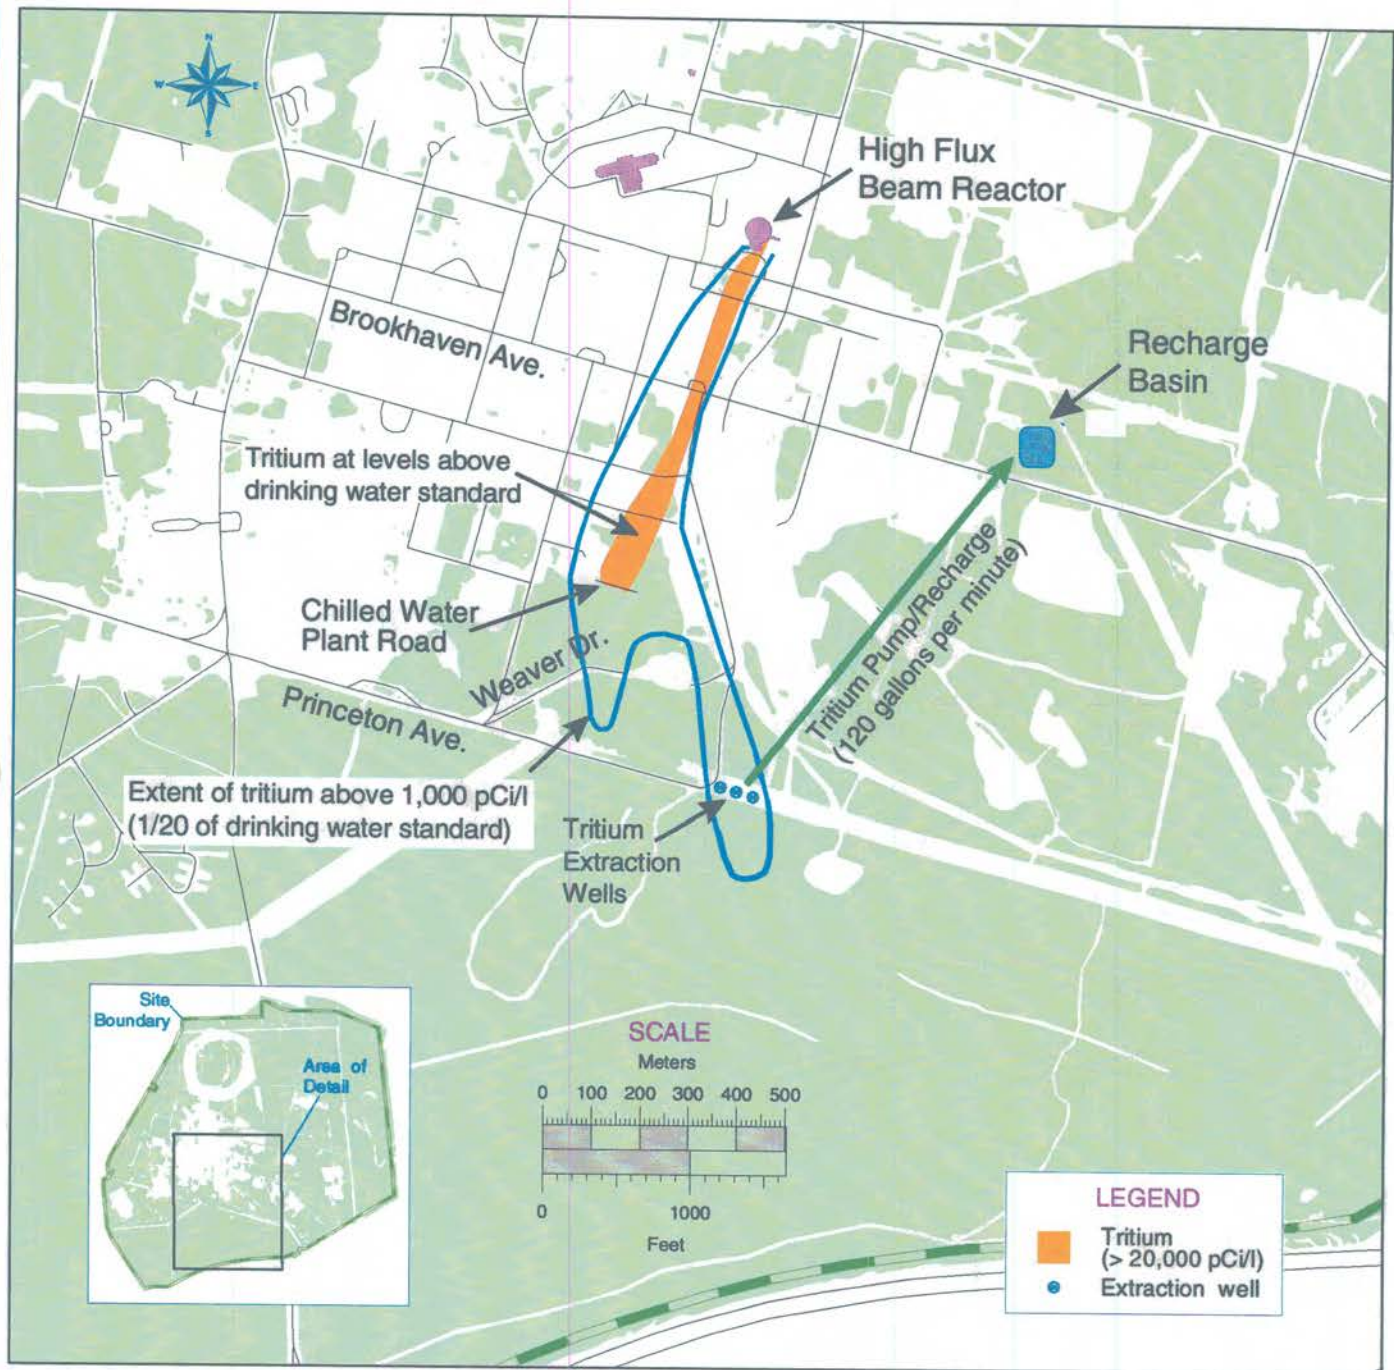 N
W
E
S
High Flux
Beam Reactor
Recharge
Basin
Brookhaven Ave.
Tritium at levels above
drinking water standard
Chilled Water
Plant Road
Weaver Dr.
Princeton Ave.
Tritium Pump/Recharge
(120 gallons per minute)
Extent of tritium above 1,000 pCi/l
(1/20 of drinking water standard)
Tritium
Extraction
Wells
Site
Boundary
Area of
Detail
SCALE
Meters
0 100 200 300 400 500
0 1000
Feet
LEGEND
Tritium
(> 20,000 pCi/l)
Extraction well